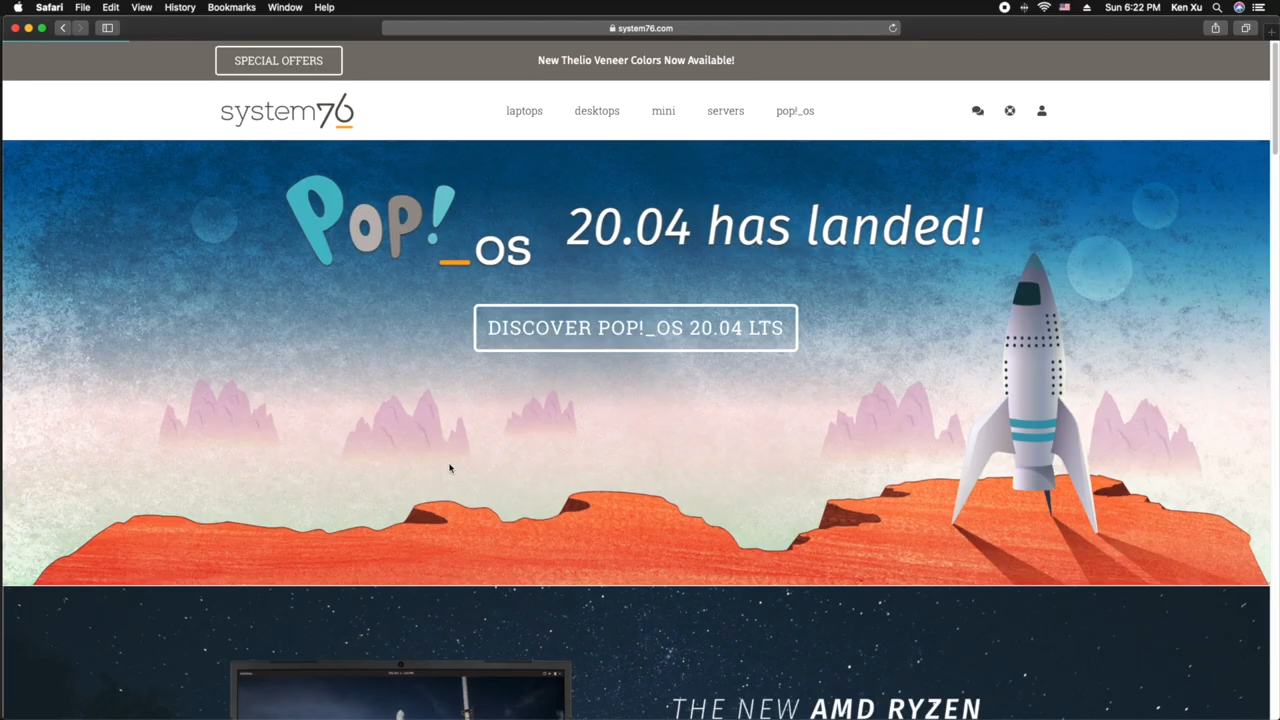 Safari File Edit View History Bookmarks Window Help Sun 6:22 PM Ken Xu
system76.com
SPECIAL OFFERS New Thelio Veneer Colors Now Available!
system76 laptops desktops mini servers pop!_os
Pop!_OS 20.04 has landed!
DISCOVER POP!_OS 20.04 LTS
THE NEW AMD RYZEN